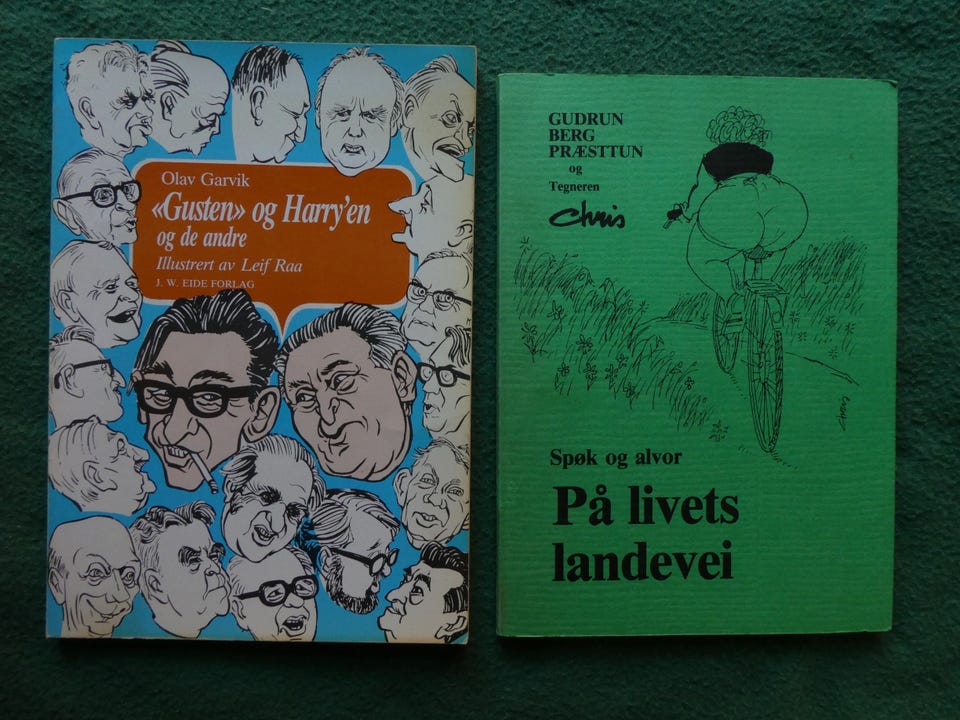 Olav Garvik
«Gusten» og Harry'en
og de andre
Illustrert av Leif Raa
J. W. EIDE FORLAG
GUDRUN
BERG
PRÆSTTUN
og
Tegneren
Chris
Spøk og alvor
På livets
landevei